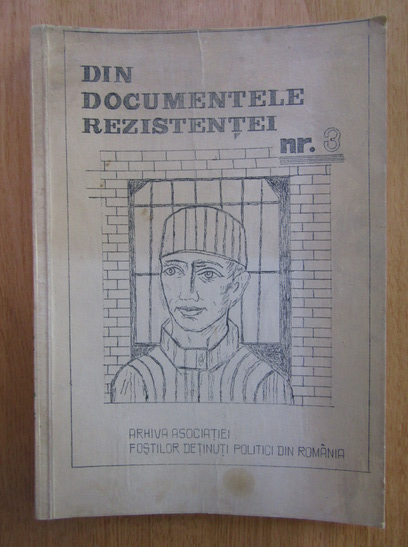 DIN
DOCUMENTELE
REZISTENȚEI
nr. 3
ARHIVA ASOCIAȚIEI
FOȘTILOR DEȚINUȚI POLITICI DIN ROMÂNIA